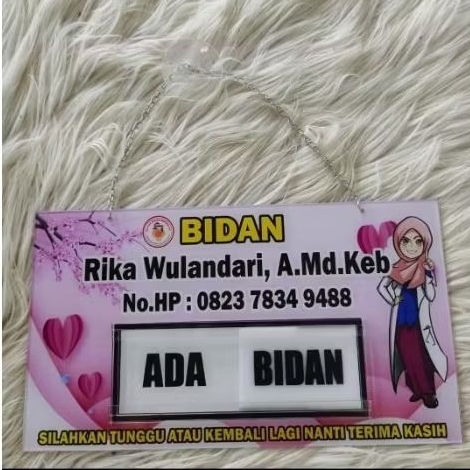 BIDAN
Rika Wulandari, A.Md.Keb
No.HP : 0823 7834 9488
ADA BIDAN
SILAHKAN TUNGGU ATAU KEMBALI LAGI NANTI TERIMA KASIH